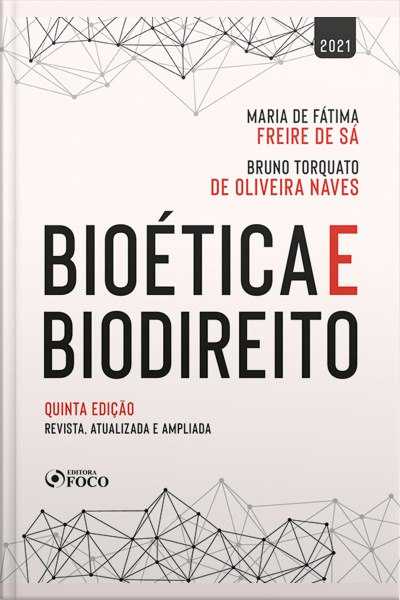 2021
MARIA DE FÁTIMA
FREIRE DE SÁ
BRUNO TORQUATO
DE OLIVEIRA NAVES
BIOÉTICA E
BIODIREITO
QUINTA EDIÇÃO
REVISTA, ATUALIZADA E AMPLIADA
EDITORA
FOCO